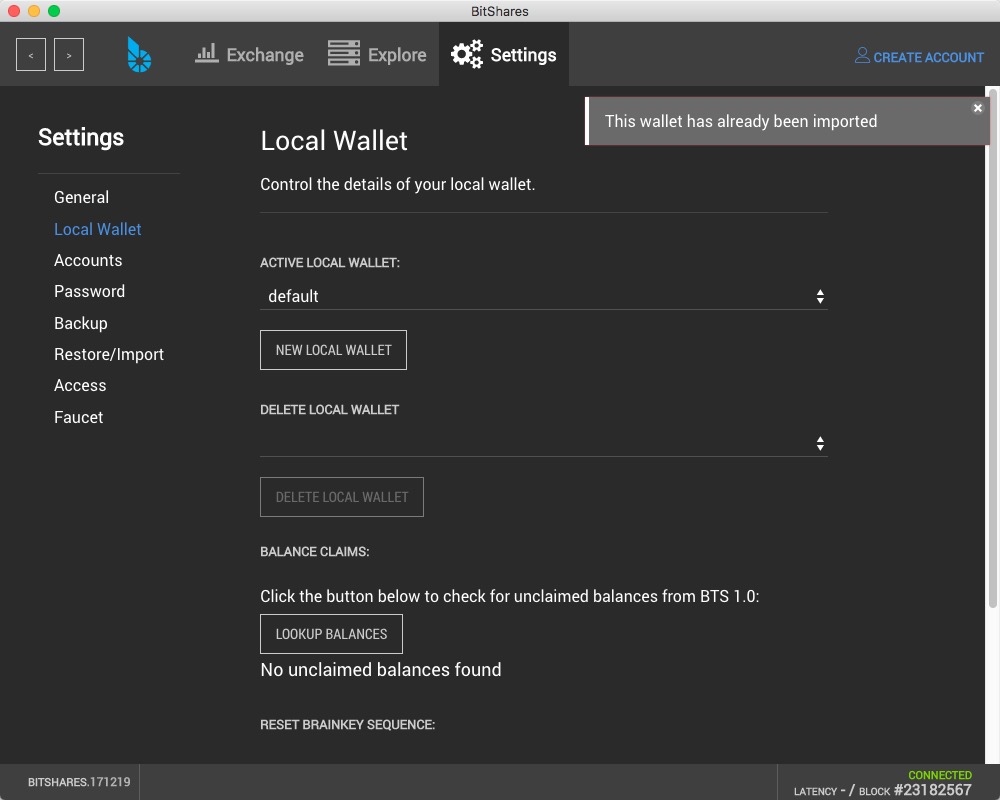 BitShares
< >
Exchange Explore Settings
CREATE ACCOUNT
This wallet has already been imported
Settings
General
Local Wallet
Accounts
Password
Backup
Restore/Import
Access
Faucet
Local Wallet
Control the details of your local wallet.
ACTIVE LOCAL WALLET:
default
NEW LOCAL WALLET
DELETE LOCAL WALLET
DELETE LOCAL WALLET
BALANCE CLAIMS:
Click the button below to check for unclaimed balances from BTS 1.0:
LOOKUP BALANCES
No unclaimed balances found
RESET BRAINKEY SEQUENCE:
BITSHARES.171219
CONNECTED
LATENCY - / BLOCK #23182567